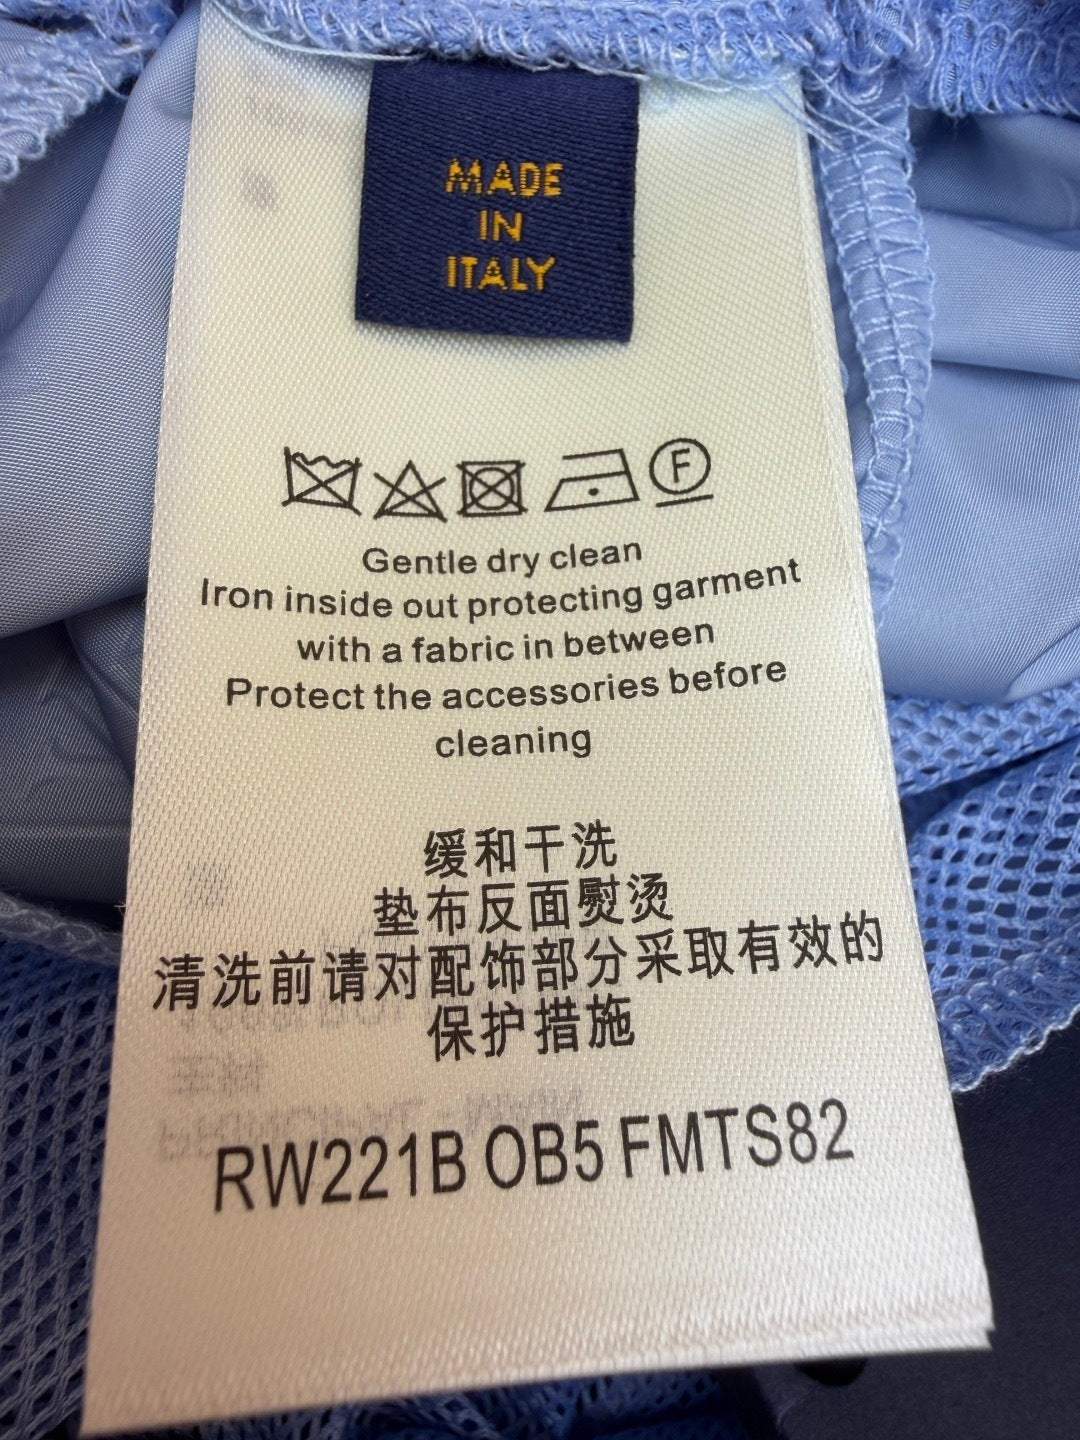 MADE
IN
ITALY
F
Gentle dry clean
Iron inside out protecting garment
with a fabric in between
Protect the accessories before
cleaning
缓和干洗
垫布反面熨烫
清洗前请对配饰部分采取有效的
保护措施
RW221B OB5 FMTS82